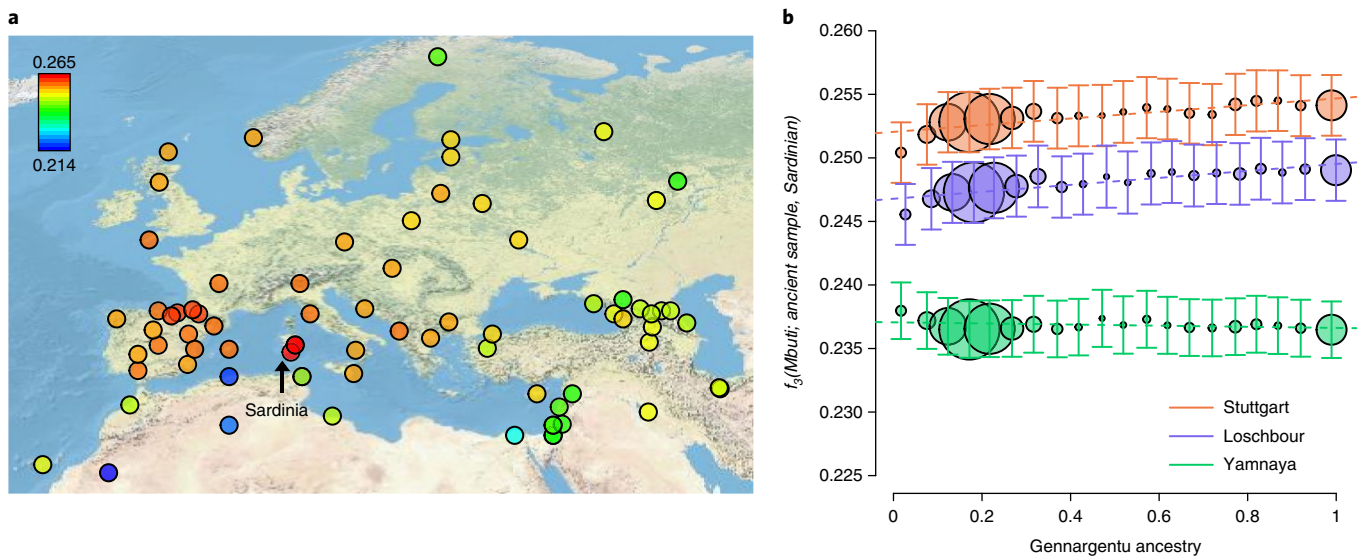 a
0.265
0.214
Sardinia
b
f3(Mbuti; ancient sample, Sardinian)
0.260
0.255
0.250
0.245
0.240
0.235
0.230
0.225
Stuttgart
Loschbour
Yamnaya
0 0.2 0.4 0.6 0.8 1
Gennargentu ancestry